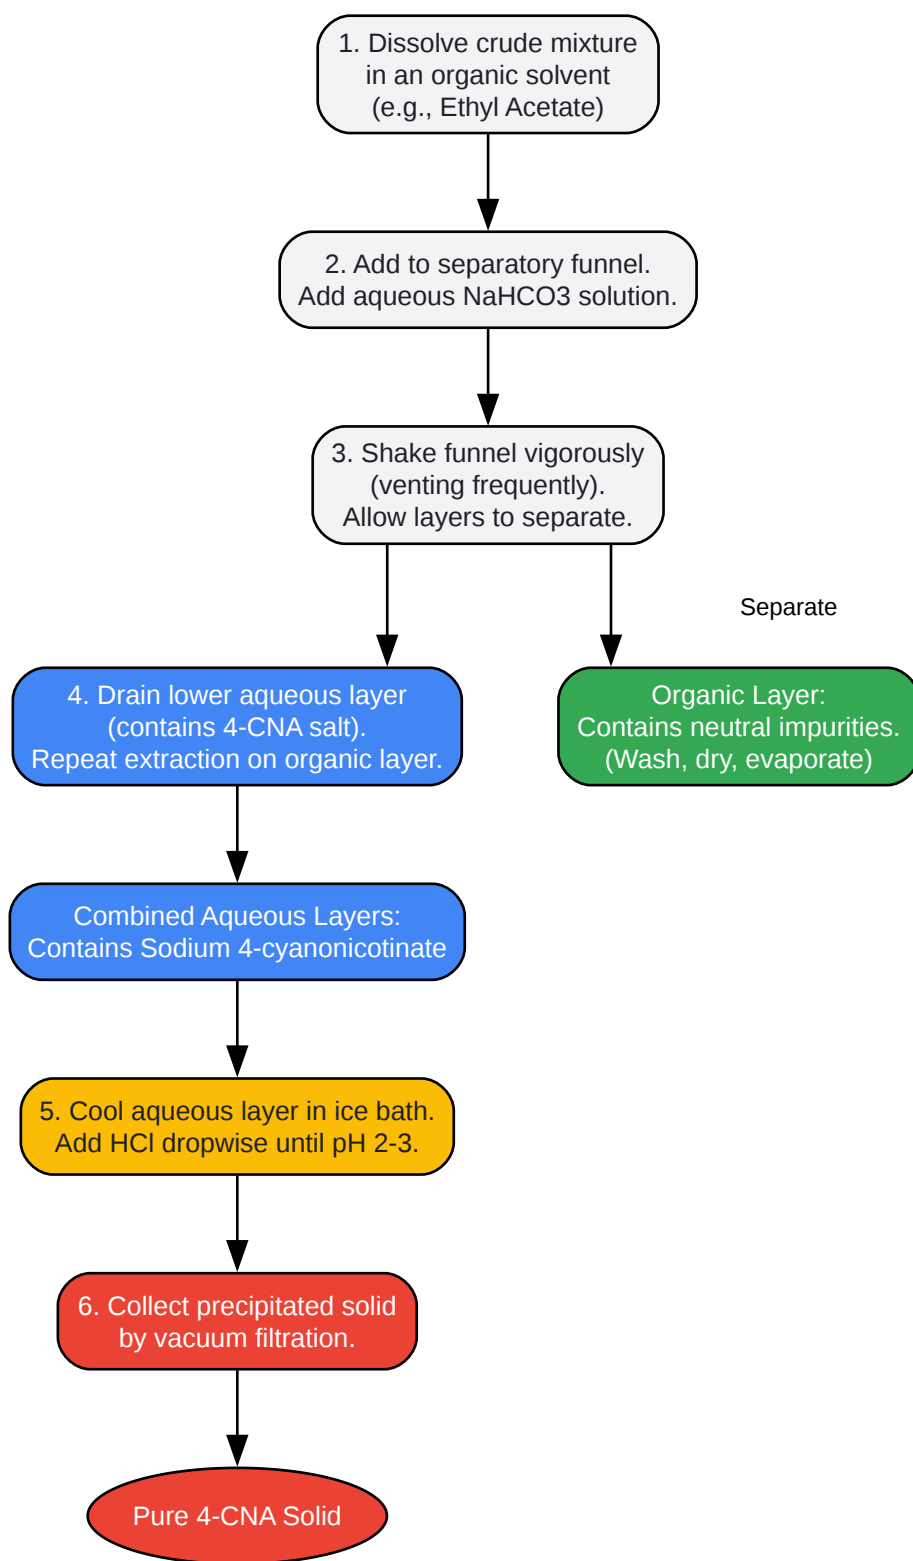 1. Dissolve crude mixture
in an organic solvent
(e.g., Ethyl Acetate)
2. Add to separatory funnel.
Add aqueous NaHCO3 solution.
3. Shake funnel vigorously
(venting frequently).
Allow layers to separate.
Separate
4. Drain lower aqueous layer
(contains 4-CNA salt).
Repeat extraction on organic layer.
Organic Layer:
Contains neutral impurities.
(Wash, dry, evaporate)
Combined Aqueous Layers:
Contains Sodium 4-cyanonicotinate
5. Cool aqueous layer in ice bath.
Add HCl dropwise until pH 2-3.
6. Collect precipitated solid
by vacuum filtration.
Pure 4-CNA Solid